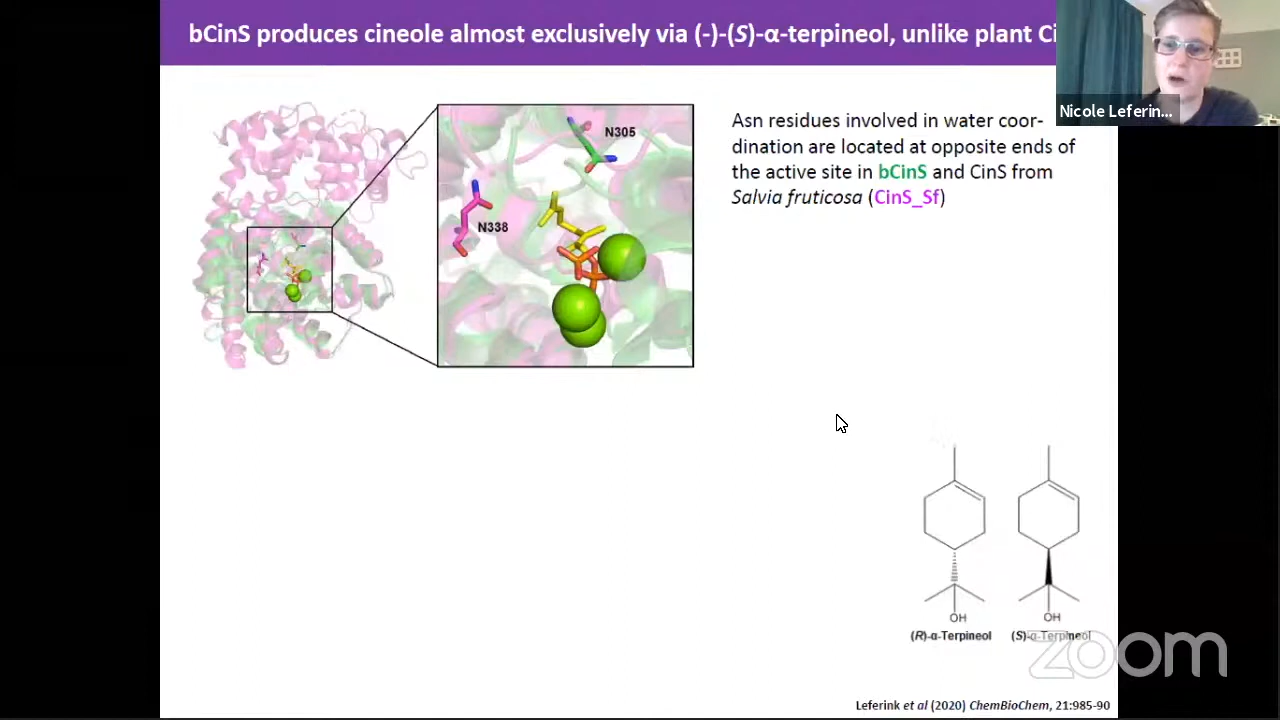 bCinS produces cineole almost exclusively via (-)-(S)-α-terpineol, unlike plant Ci
Nicole Leferin...
N305
N338
Asn residues involved in water coor-
dination are located at opposite ends of
the active site in bCinS and CinS from
Salvia fruticosa (CinS_Sf)
OH
OH
(R)-α-Terpineol
(S)-α-Terpineol
zoom
Leferink et al (2020) ChemBioChem, 21:985-90